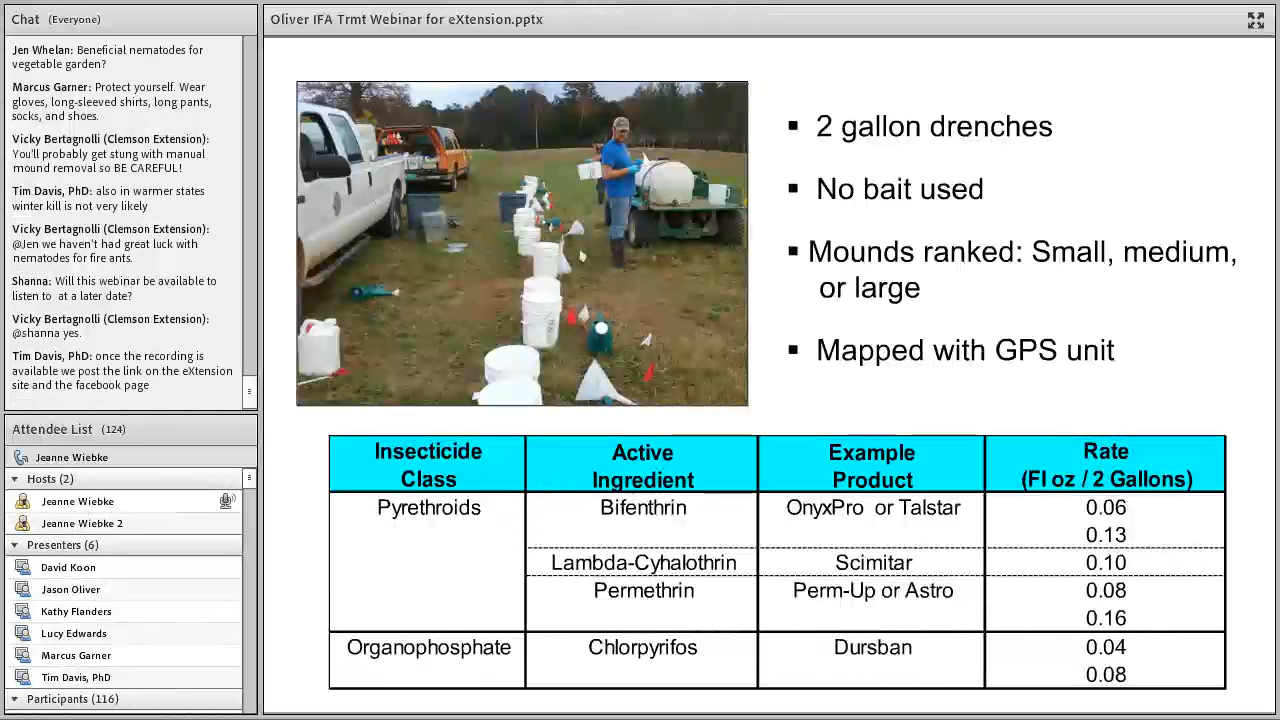 Chat (Everyone)
Jen Whelan: Beneficial nematodes for
vegetable garden?
Marcus Garner: Protect yourself. Wear
gloves, long-sleeved shirts, long pants,
socks, and shoes.
Vicky Bertagnolli (Clemson Extension):
You'll probably get stung with manual
mound removal so BE CAREFUL!
Tim Davis, PhD: also in warmer states
winter kill is not very likely
Vicky Bertagnolli (Clemson Extension):
@Jen we haven't had great luck with
nematodes for fire ants.
Shanna: Will this webinar be available to
listen to at a later date?
Vicky Bertagnolli (Clemson Extension):
@shanna yes.
Tim Davis, PhD: once the recording is
available we post the link on the eXtension
site and the facebook page
Attendee List (124)
Jeanne Wiebke
Hosts (2)
Jeanne Wiebke
Jeanne Wiebke 2
Presenters (6)
David Koon
Jason Oliver
Kathy Flanders
Lucy Edwards
Marcus Garner
Tim Davis, PhD
Participants (116)
Oliver IFA Trmt Webinar for eXtension.pptx
▪ 2 gallon drenches
▪ No bait used
▪ Mounds ranked: Small, medium,
or large
▪ Mapped with GPS unit
Insecticide Active Example Rate
Class Ingredient Product (Fl oz / 2 Gallons)
Pyrethroids Bifenthrin OnyxPro or Talstar 0.06
0.13
Lambda-Cyhalothrin Scimitar 0.10
Permethrin Perm-Up or Astro 0.08
0.16
Organophosphate Chlorpyrifos Dursban 0.04
0.08